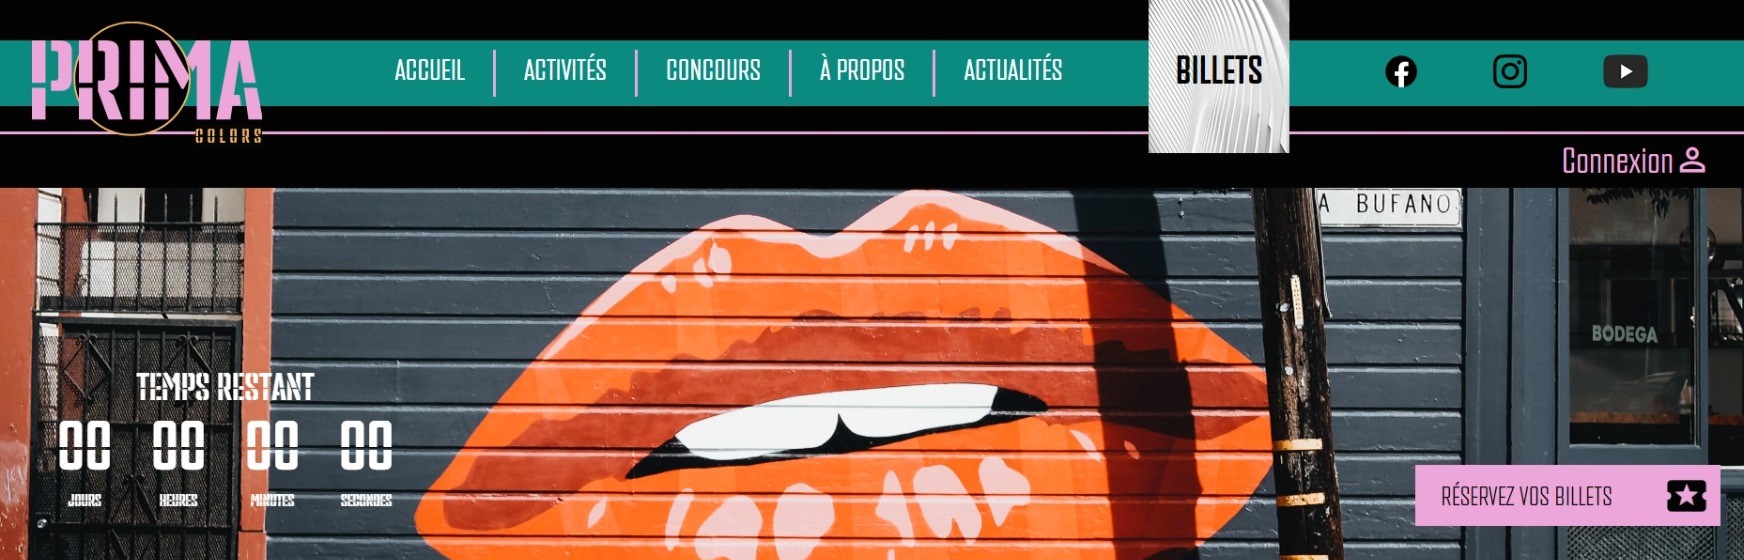 PRIMA
COLORS
ACCUEIL
ACTIVITÉS
CONCOURS
À PROPOS
ACTUALITÉS
BILLETS
Connexion
A BUFANO
BODEGA
TEMPS RESTANT
00 00 00 00
JOURS HEURES MINUTES SECONDES
RÉSERVEZ VOS BILLETS